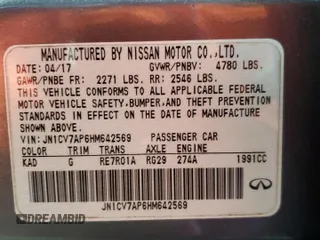 MANUFACTURED BY NISSAN MOTOR CO.,LTD.
DATE: 04/17 GVWR/PNBV: 4780 LBS.
GAWR/PNBE FR: 2271 LBS. RR: 2546 LBS.
THIS VEHICLE CONFORMS TO ALL APPLICABLE FEDERAL
MOTOR VEHICLE SAFETY,BUMPER,AND THEFT PREVENTION
STANDARDS IN EFFECT ON THE DATE OF MANUFACTURE
SHOWN ABOVE.
VIN:JN1CV7AP6HM642569 PASSENGER CAR
COLOR TRIM TRANS AXLE ENGINE
KAD G RE7R01A RG29 274A 1991CC
JN1CV7AP6HM642569
INFINITI
DREAMBID